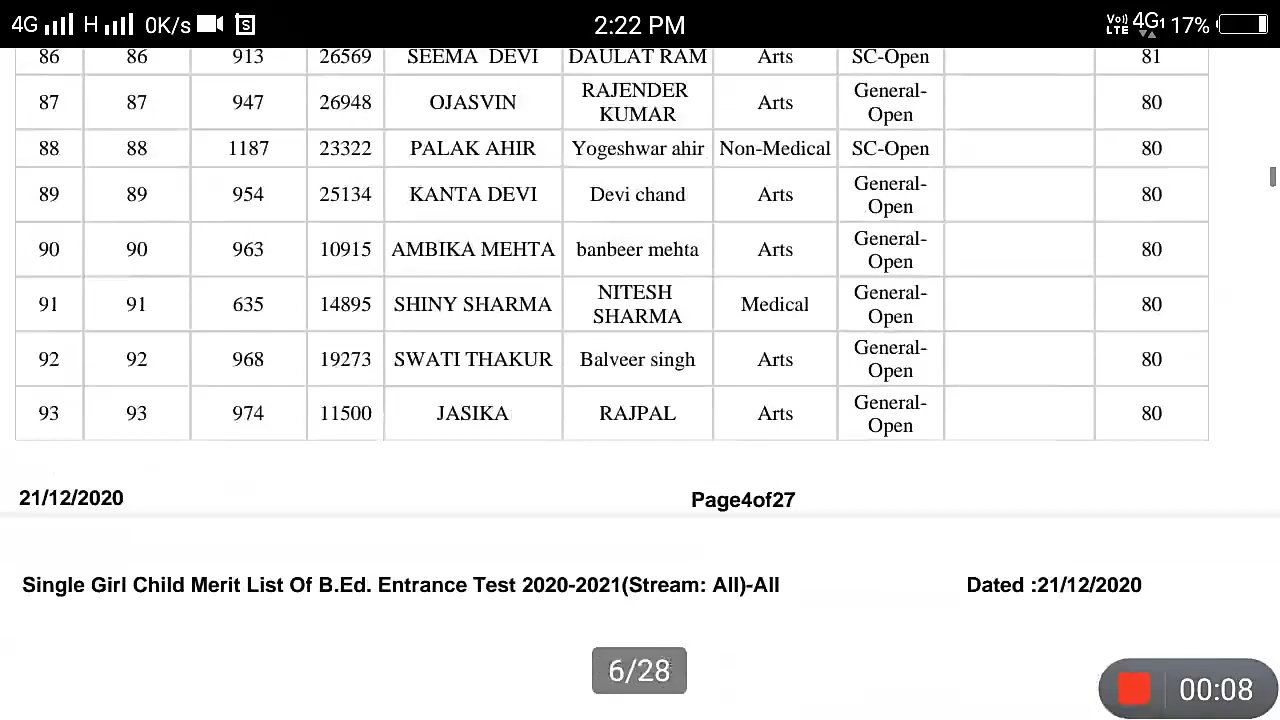 4G H 0K/s S 2:22 PM Vo) LTE 4G1 17%
86 86 913 26569 SEEMA DEVI DAULAT RAM Arts SC-Open 81
87 87 947 26948 OJASVIN RAJENDER KUMAR Arts General-Open 80
88 88 1187 23322 PALAK AHIR Yogeshwar ahir Non-Medical SC-Open 80
89 89 954 25134 KANTA DEVI Devi chand Arts General-Open 80
90 90 963 10915 AMBIKA MEHTA banbeer mehta Arts General-Open 80
91 91 635 14895 SHINY SHARMA NITESH SHARMA Medical General-Open 80
92 92 968 19273 SWATI THAKUR Balveer singh Arts General-Open 80
93 93 974 11500 JASIKA RAJPAL Arts General-Open 80
21/12/2020 Page4of27
Single Girl Child Merit List Of B.Ed. Entrance Test 2020-2021(Stream: All)-All Dated :21/12/2020
6/28
00:08